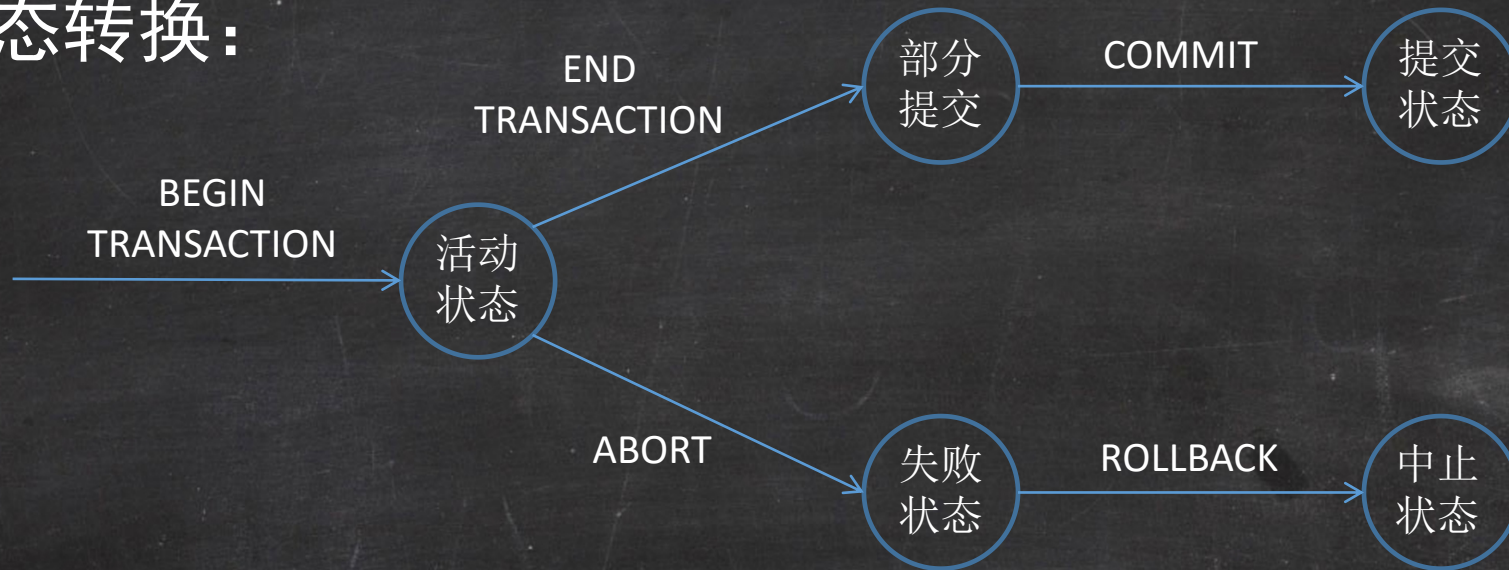 态转换：
END
TRANSACTION
部分
提交
COMMIT
提交
状态
BEGIN
TRANSACTION
活动
状态
ABORT
失败
状态
ROLLBACK
中止
状态